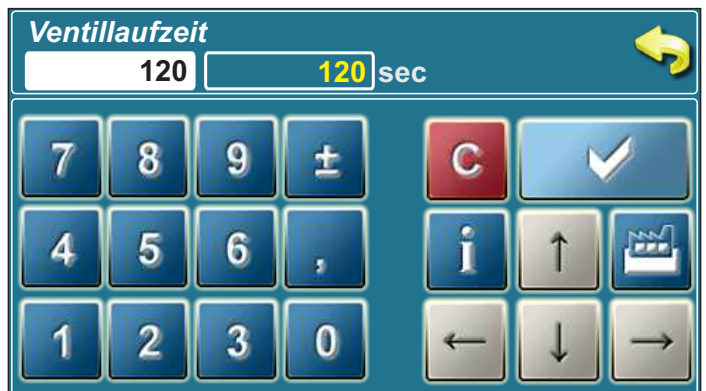 Ventillaufzeit
120 120 sec
7 8 9 ± C
4 5 6 , i ↑
1 2 3 0 ← ↓ →